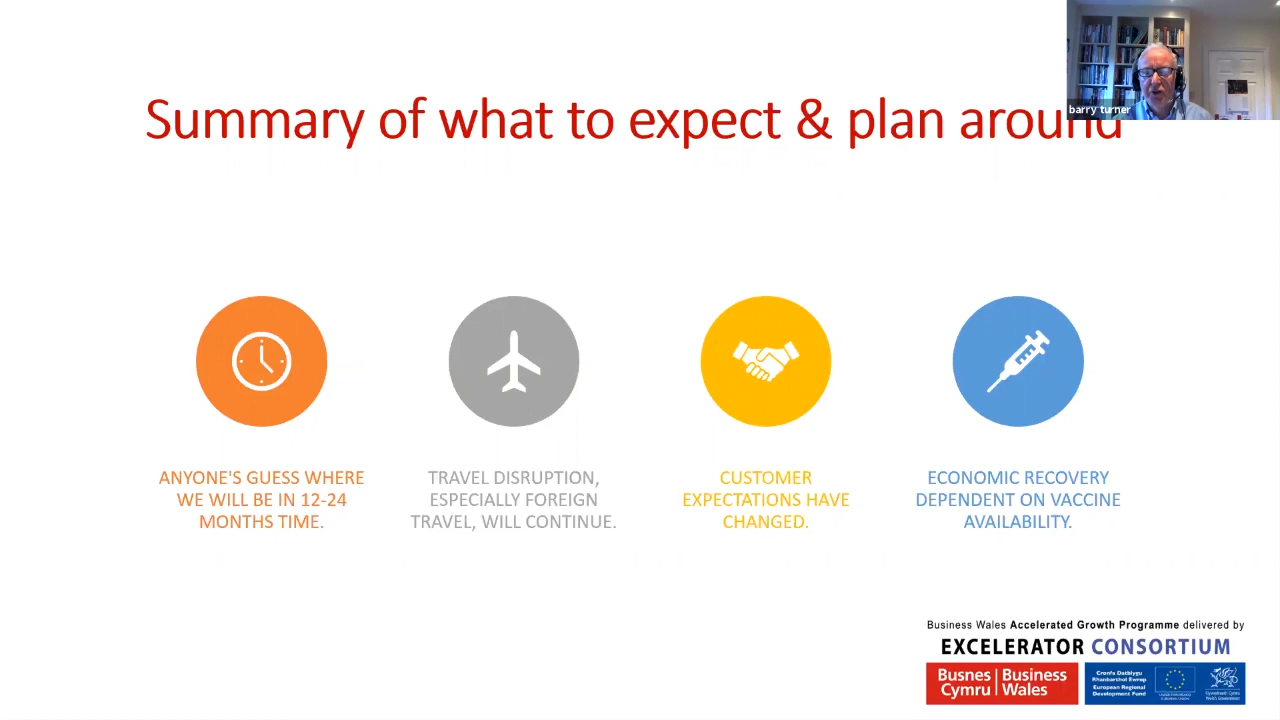 Summary of what to expect & plan around
barry turner
ANYONE'S GUESS WHERE
WE WILL BE IN 12-24
MONTHS TIME.
TRAVEL DISRUPTION,
ESPECIALLY FOREIGN
TRAVEL, WILL CONTINUE.
CUSTOMER
EXPECTATIONS HAVE
CHANGED.
ECONOMIC RECOVERY
DEPENDENT ON VACCINE
AVAILABILITY.
Business Wales Accelerated Growth Programme delivered by
EXCELERATOR CONSORTIUM
Busnes
Cymru
Business
Wales
Cronfa Datblygu
Rhanbarthol Ewrop
European Regional
Development Fund